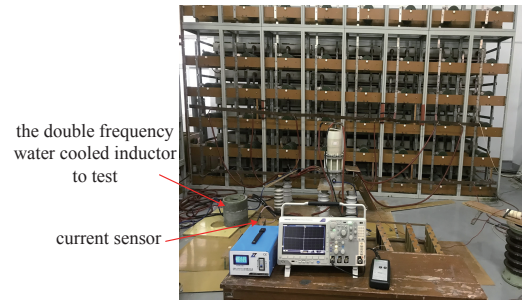 the double frequency
water cooled inductor
to test
current sensor